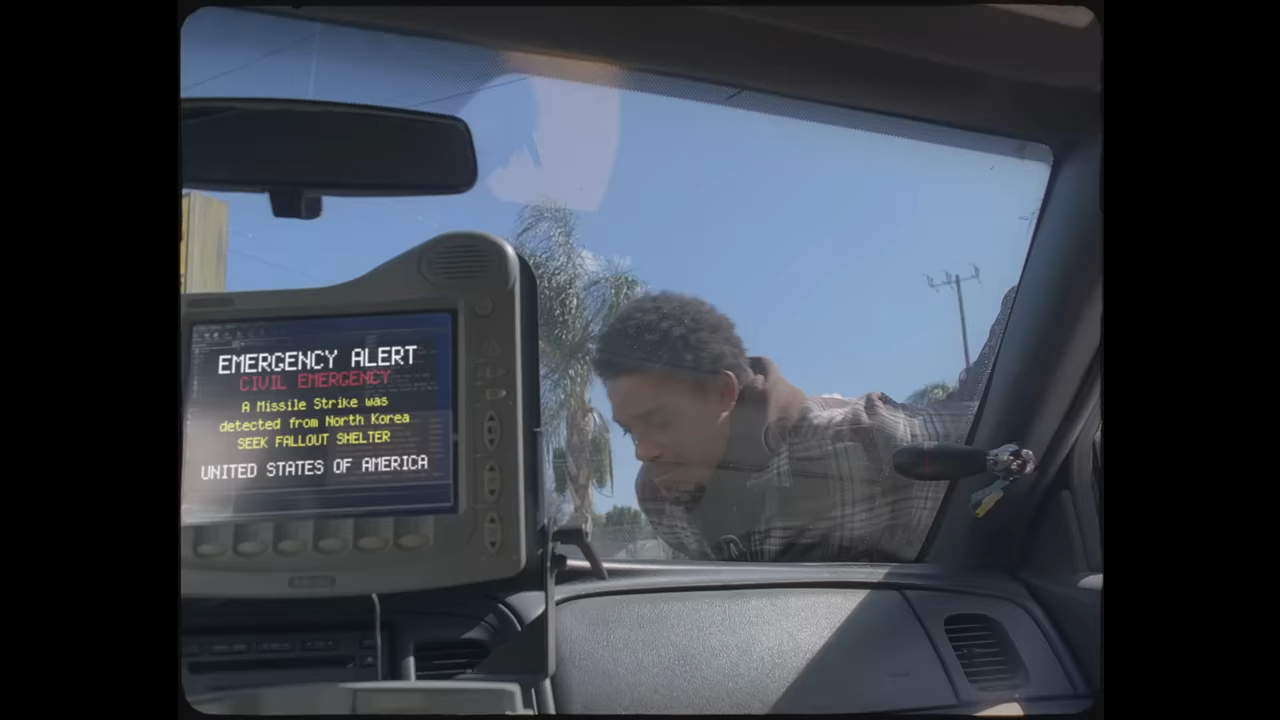 EMERGENCY ALERT
CIVIL EMERGENCY
A Missile Strike was
detected from North Korea
SEEK FALLOUT SHELTER
UNITED STATES OF AMERICA